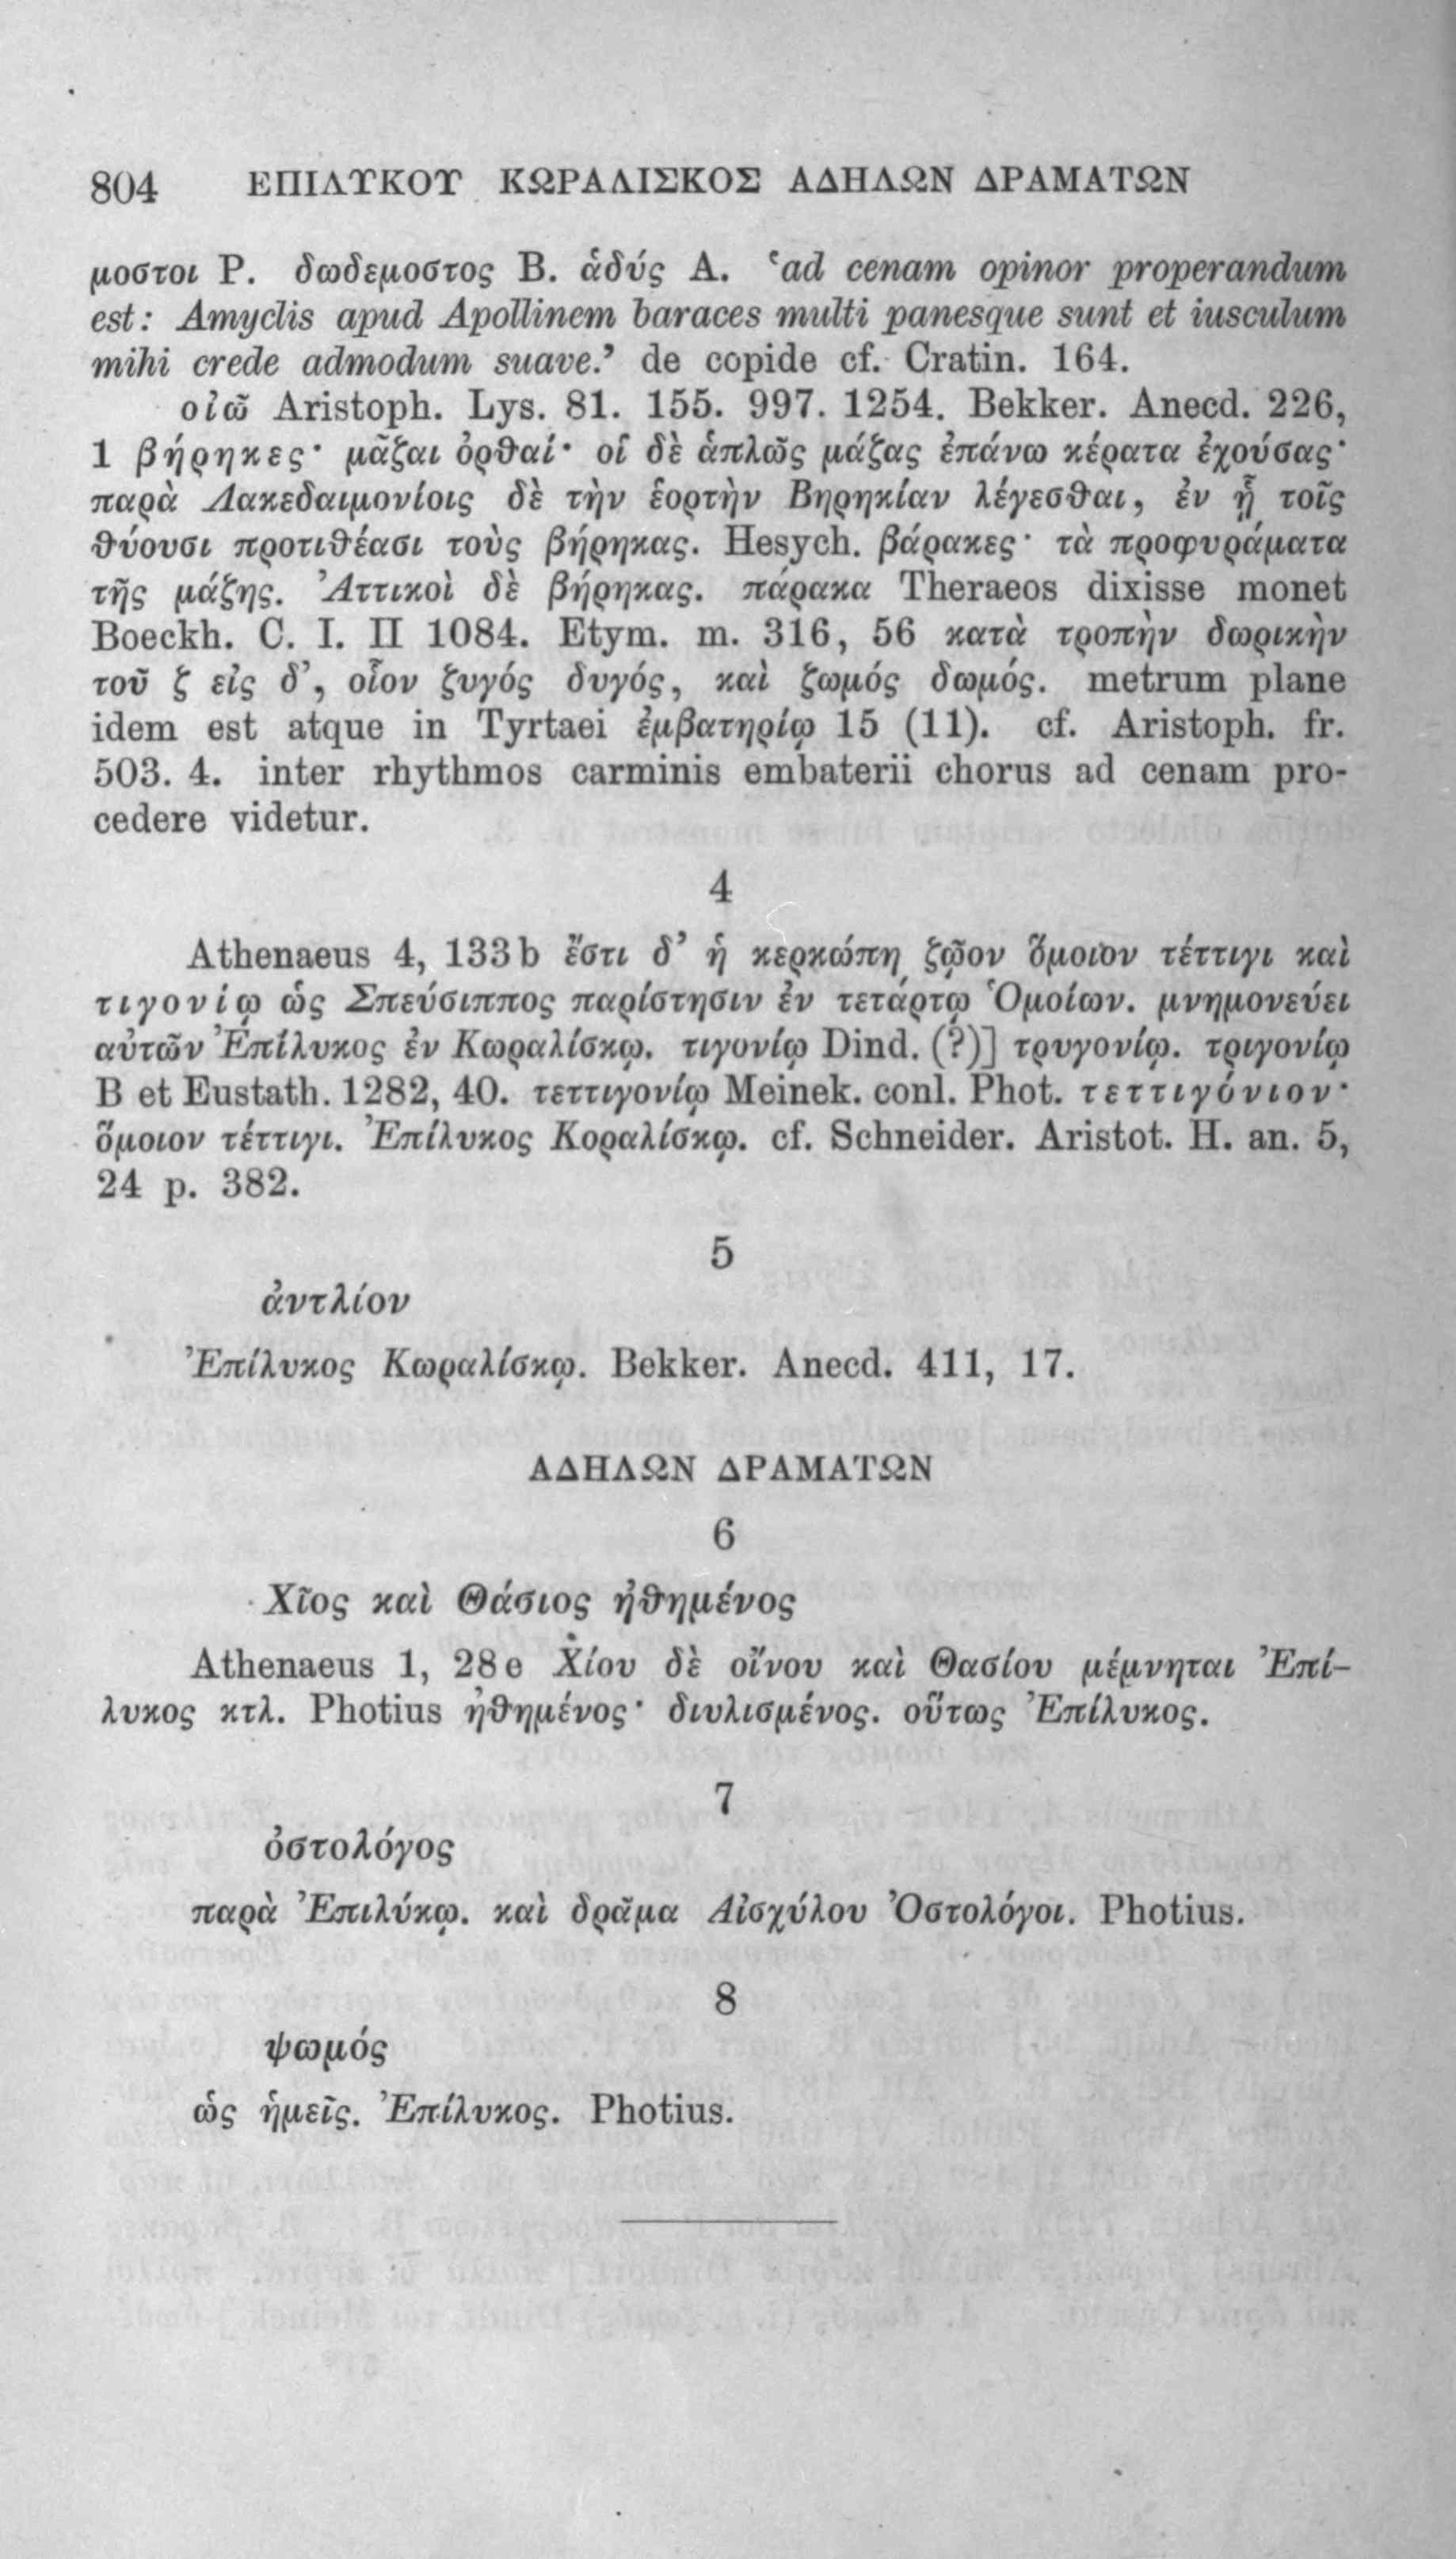 804 ΕΠΙΛΥΚΟΥ ΚΩΡΑΛΙΣΚΟΣ ΑΔΗΛΩΝ ΔΡΑΜΑΤΩΝ
μοστοι P. δωδεμοστος B. ἁδύς A. ‘ad cenam opinor properandum
est: Amyclis apud Apollinem baraces multi panesque sunt et iusculum
mihi crede admodum suave.’ de copide cf. Cratin. 164.
οἰῶ Aristoph. Lys. 81. 155. 997. 1254. Bekker. Anecd. 226,
1 βήρηκες· μᾶζαι ὀρθαί· οἱ δὲ ἁπλῶς μάζας ἐπάνω κέρατα ἐχούσας·
παρὰ Λακεδαιμονίοις δὲ τὴν ἑορτὴν Βηρηκίαν λέγεσθαι, ἐν ᾗ τοῖς
θύουσι προτιθέασι τοὺς βήρηκας. Hesych. βάρακες· τὰ προφυράματα
τῆς μάζης. Ἀττικοὶ δὲ βήρηκας. πάρακα Theraeos dixisse monet
Boeckh. C. I. II 1084. Etym. m. 316, 56 κατὰ τροπὴν δωρικὴν
τοῦ ζ εἰς δ’, οἷον ζυγός δυγός, καὶ ζωμός δωμός. metrum plane
idem est atque in Tyrtaei ἐμβατηρίῳ 15 (11). cf. Aristoph. fr.
503. 4. inter rhythmos carminis embaterii chorus ad cenam pro-
cedere videtur.
4
Athenaeus 4, 133b ἔστι δ’ ἡ κερκώπη ζῷον ὅμοιον τέττιγι καὶ
τιγονίῳ ὡς Σπεύσιππος παρίστησιν ἐν τετάρτῳ Ὁμοίων. μνημονεύει
αὐτῶν Ἐπίλυκος ἐν Κωραλίσκῳ. τιγονίῳ Dind. (?)] τρυγονίῳ. τριγονίῳ
B et Eustath. 1282, 40. τεττιγονίῳ Meinek. conl. Phot. τεττιγόνιον·
ὅμοιον τέττιγι. Ἐπίλυκος Κοραλίσκῳ. cf. Schneider. Aristot. H. an. 5,
24 p. 382.
5
ἀντλίον
Ἐπίλυκος Κωραλίσκῳ. Bekker. Anecd. 411, 17.
ΑΔΗΛΩΝ ΔΡΑΜΑΤΩΝ
6
Χῖος καὶ Θάσιος ἠθημένος
Athenaeus 1, 28e Χίου δὲ οἴνου καὶ Θασίου μέμνηται Ἐπί-
λυκος κτλ. Photius ἠθημένος· διυλισμένος. οὕτως Ἐπίλυκος.
7
ὀστολόγος
παρὰ Ἐπιλύκῳ. καὶ δρᾶμα Αἰσχύλου Ὀστολόγοι. Photius.
8
ψωμός
ὡς ἡμεῖς. Ἐπίλυκος. Photius.